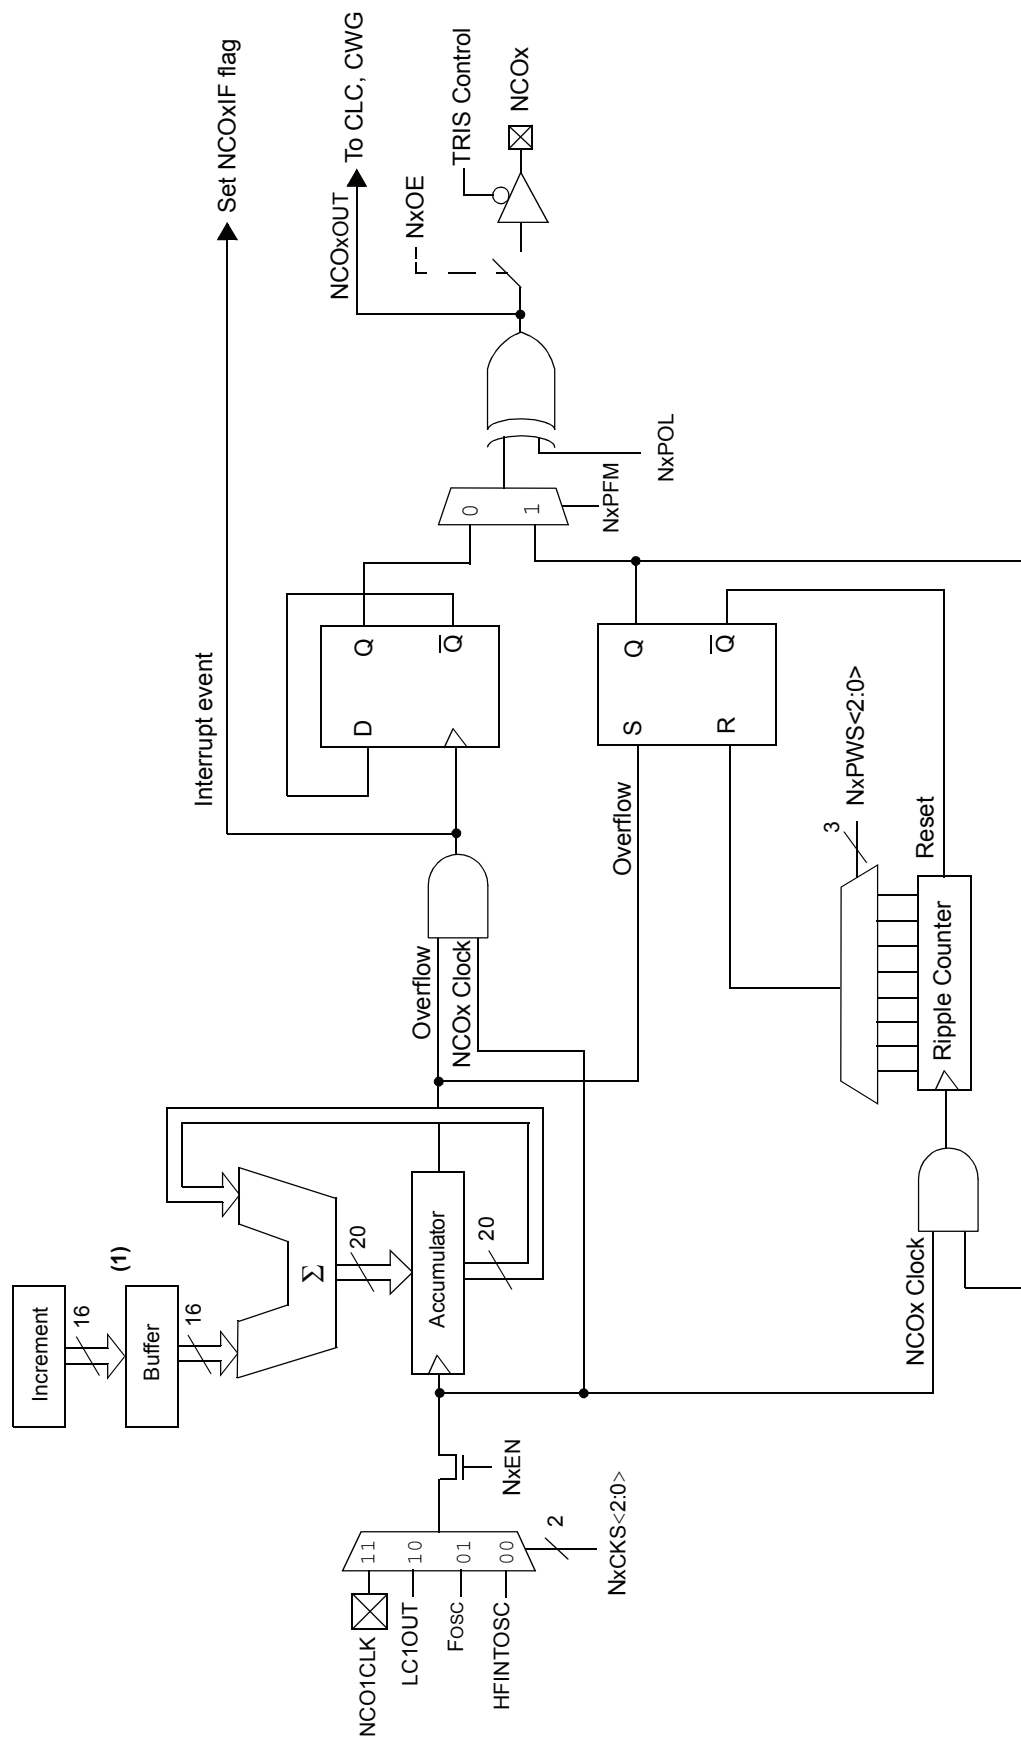 Increment
16
Buffer
(1)
16
Σ
20
Accumulator
20
NCO1CLK
LC1OUT
FOSC
HFINTOSC
11
10
01
00
2
NxCKS<2:0>
NxEN
Overflow
NCOx Clock
Interrupt event
Set NCOxIF flag
D
Q
Q̅
Overflow
S
Q
R
Q̅
0
1
NxPFM
NxPOL
NCOxOUT
To CLC, CWG
NxOE
TRIS Control
NCOx
NCOx Clock
Ripple Counter
Reset
3
NxPWS<2:0>